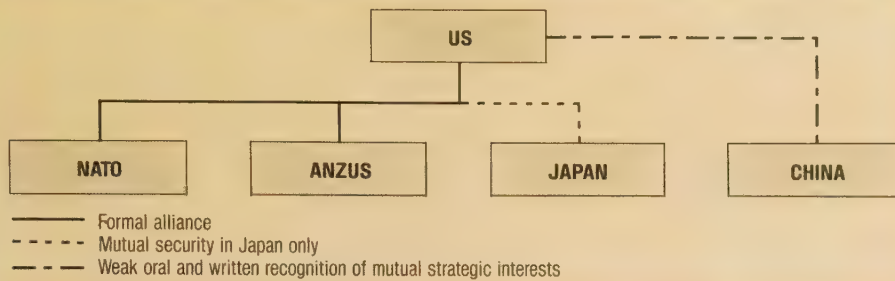 US
NATO
ANZUS
JAPAN
CHINA
Formal alliance
Mutual security in Japan only
Weak oral and written recognition of mutual strategic interests